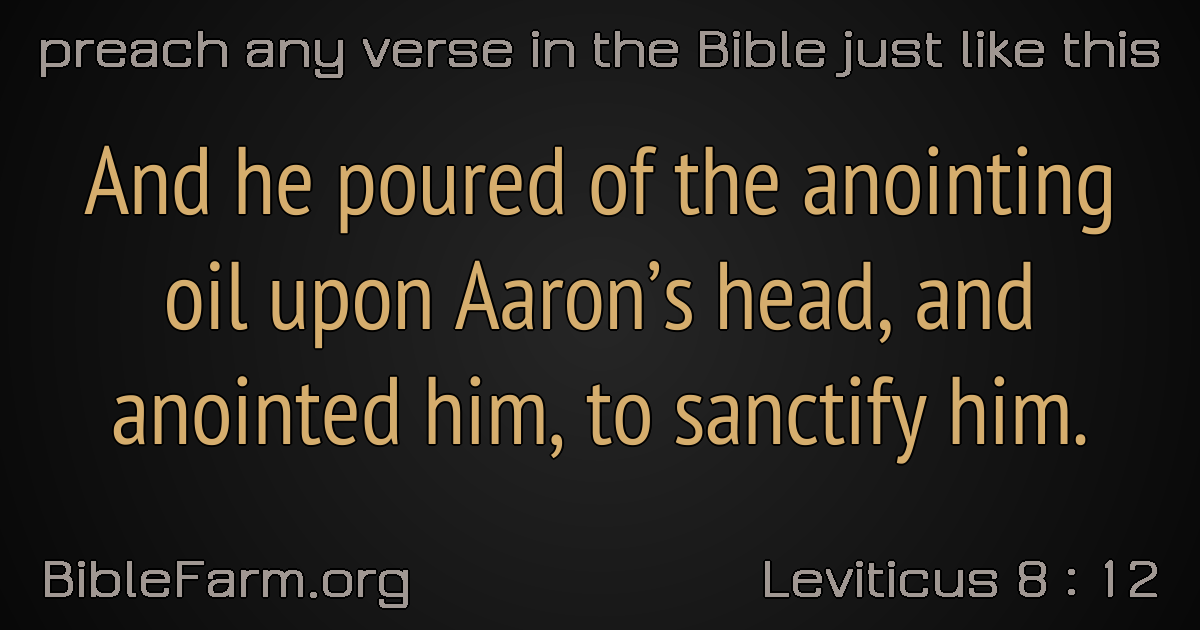 preach any verse in the Bible just like this
And he poured of the anointing
oil upon Aaron’s head, and
anointed him, to sanctify him.
BibleFarm.org
Leviticus 8 : 12